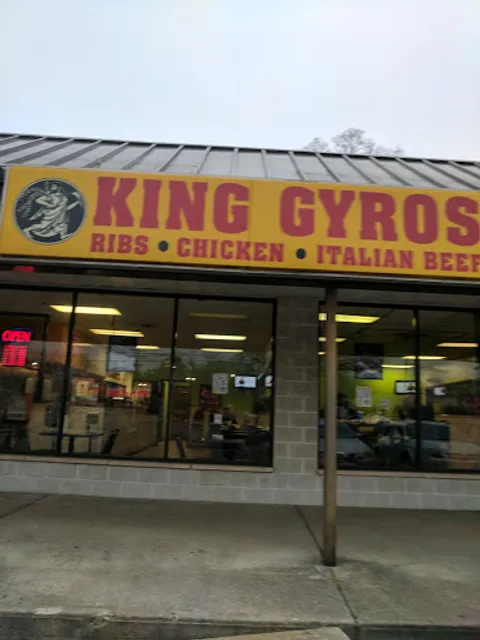 KING GYROS
RIBS • CHICKEN • ITALIAN BEEF
OPEN